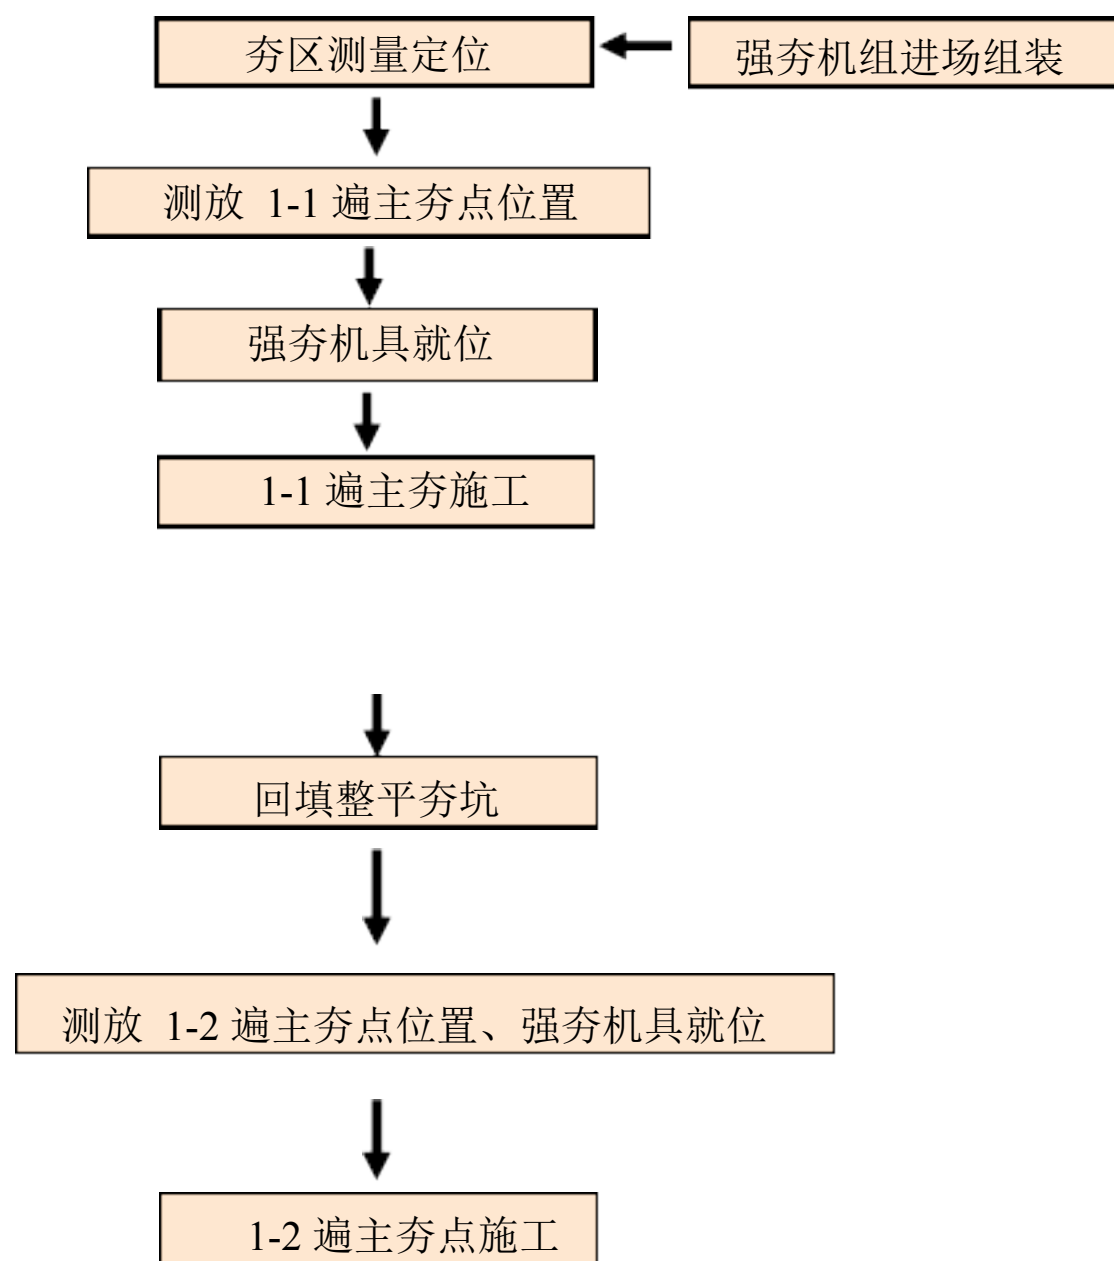 夯区测量定位
强夯机组进场组装
测放 1-1 遍主夯点位置
强夯机具就位
1-1 遍主夯施工
回填整平夯坑
测放 1-2 遍主夯点位置、强夯机具就位
1-2 遍主夯点施工